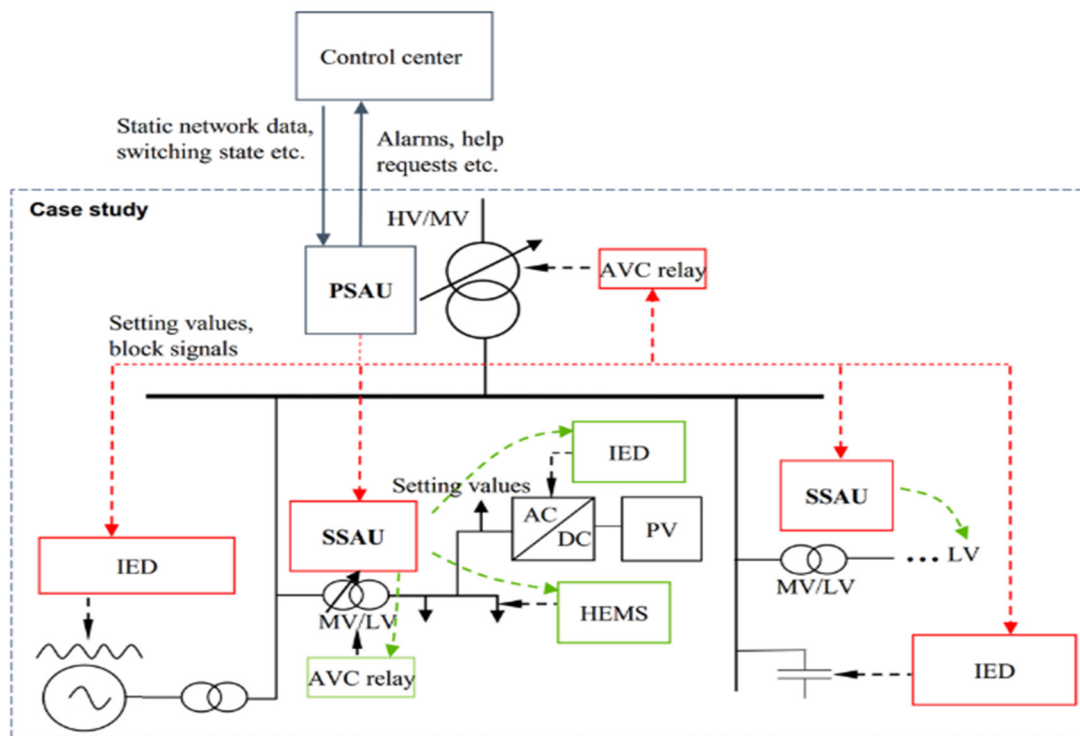 Control center
Static network data,
switching state etc.
Alarms, help
requests etc.
Case study
HV/MV
PSAU
AVC relay
Setting values,
block signals
IED
Setting values
SSAU
AC
DC
PV
SSAU
IED
MV/LV
HEMS
... LV
MV/LV
AVC relay
IED